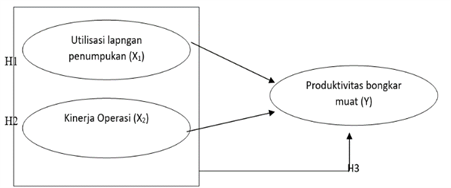 Utilisasi lapngan
penumpukan (X₁)
H1
Produktivitas bongkar
muat (Y)
H2
Kinerja Operasi (X₂)
H3